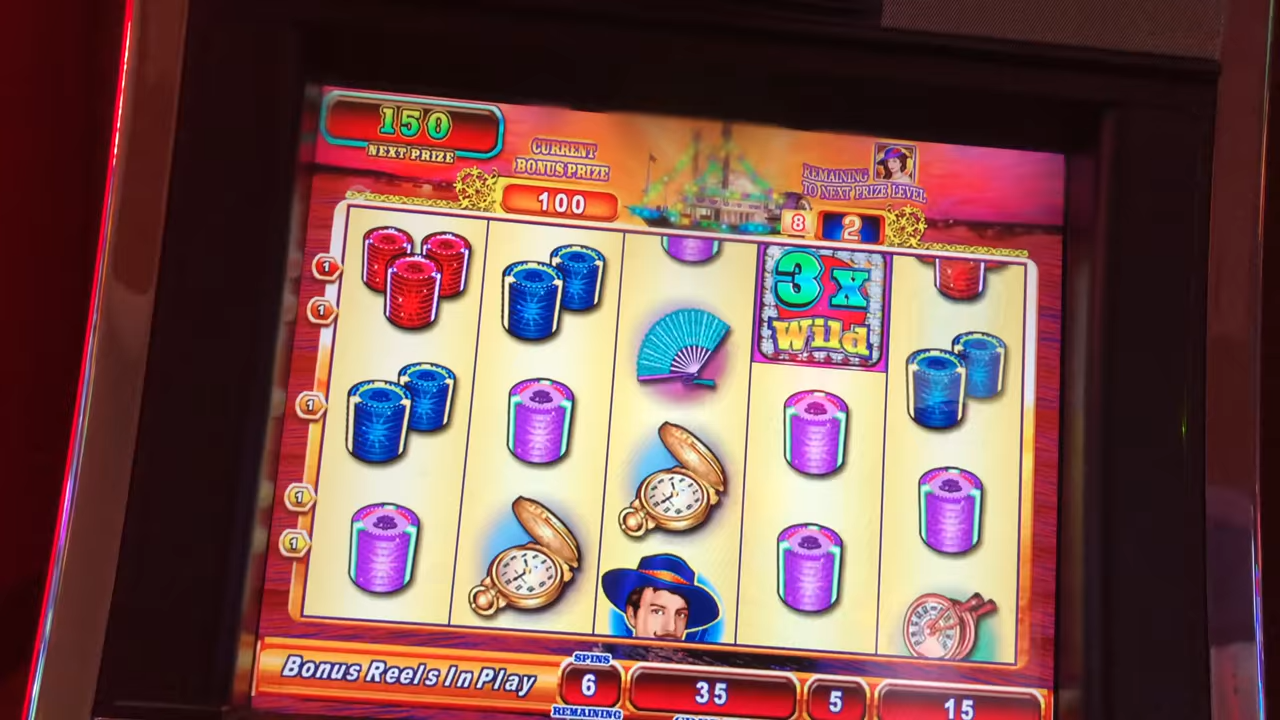 150
NEXT PRIZE
CURRENT
BONUS PRIZE
100
REMAINING
TO NEXT PRIZE LEVEL
8
2
3x
Wild
1
1
1
1
1
Bonus Reels In Play
SPINS
6
REMAINING
35
5
15